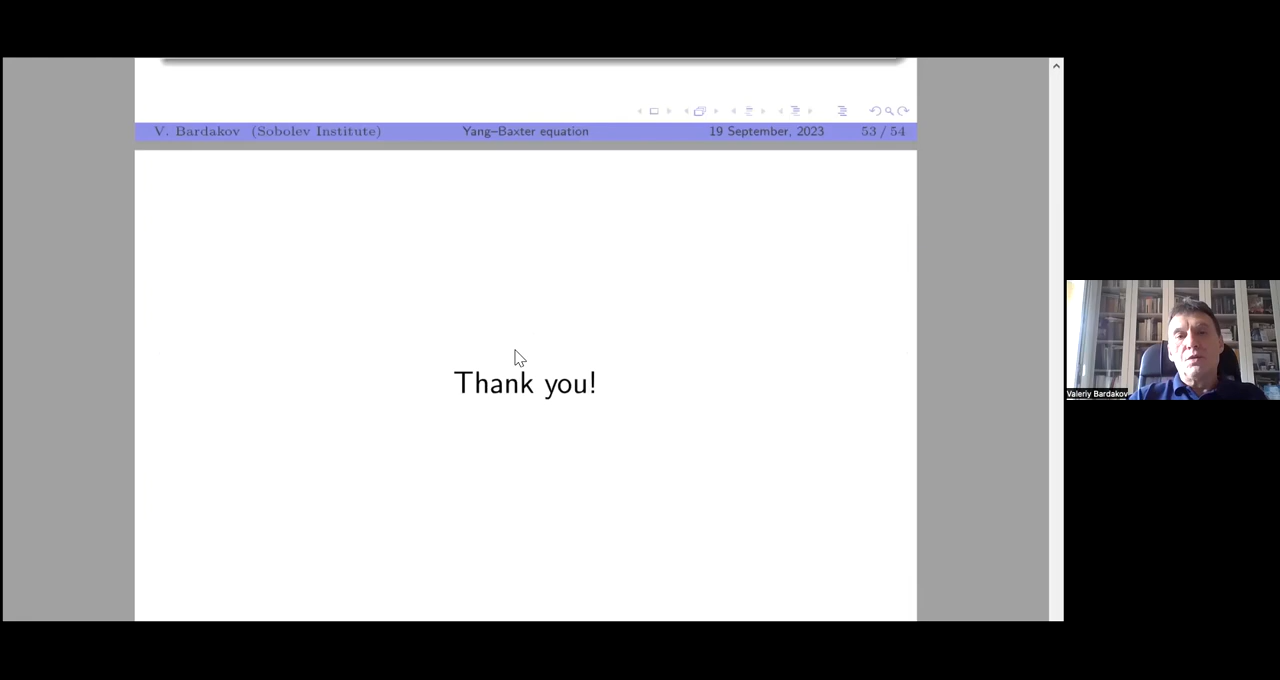 V. Bardakov (Sobolev Institute) Yang–Baxter equation 19 September, 2023 53 / 54
Thank you!
Valeriy Bardakov